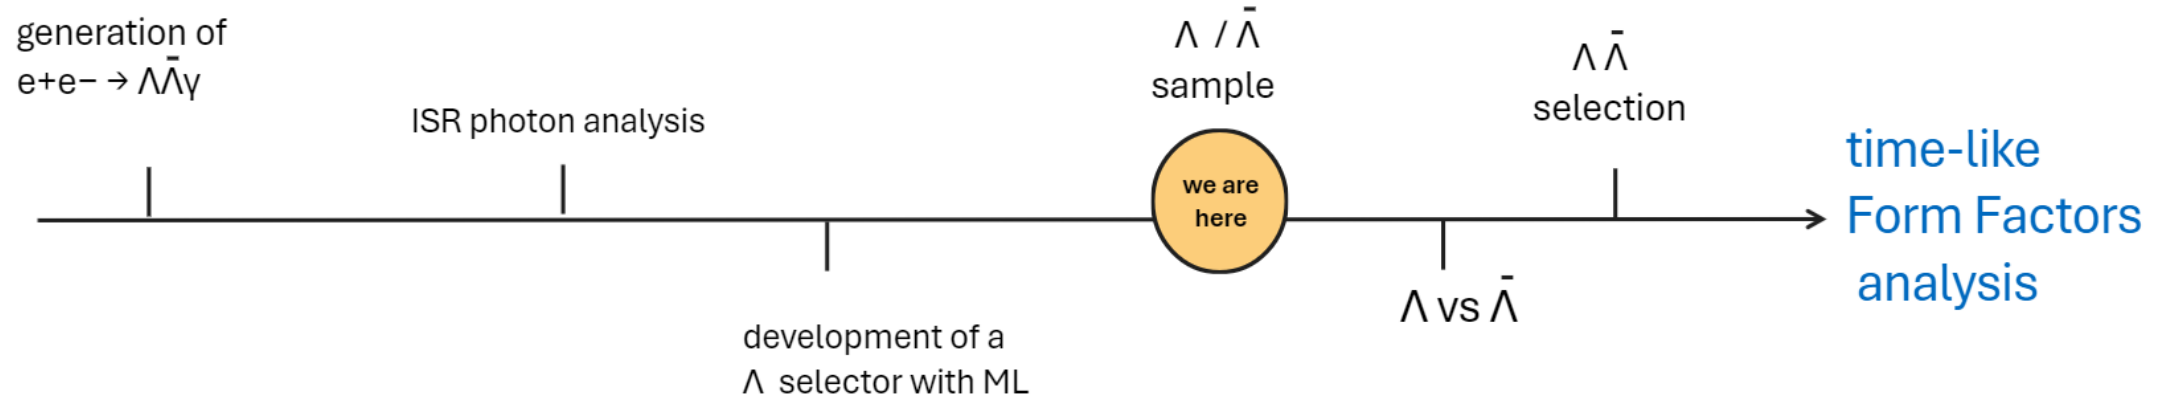 generation of
e+e− → ΛΛ̄γ
ISR photon analysis
development of a
Λ selector with ML
Λ / Λ̄
sample
we are
here
Λ vs Λ̄
Λ Λ̄
selection
time-like
Form Factors
analysis